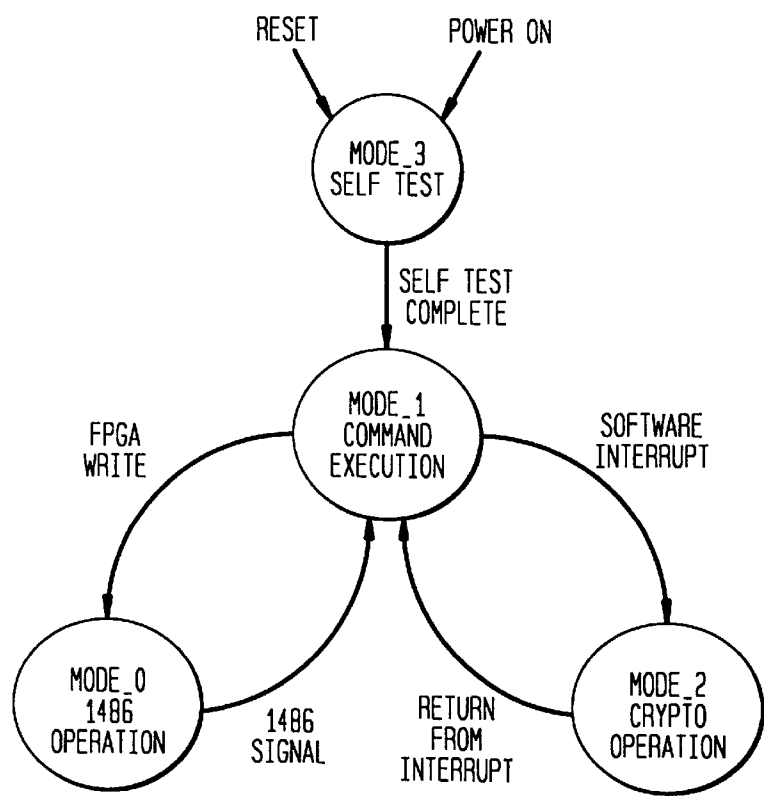 RESET
POWER ON
MODE_3
SELF TEST
SELF TEST
COMPLETE
MODE_1
COMMAND
EXECUTION
FPGA
WRITE
SOFTWARE
INTERRUPT
MODE_0
1486
OPERATION
1486
SIGNAL
RETURN
FROM
INTERRUPT
MODE_2
CRYPTO
OPERATION